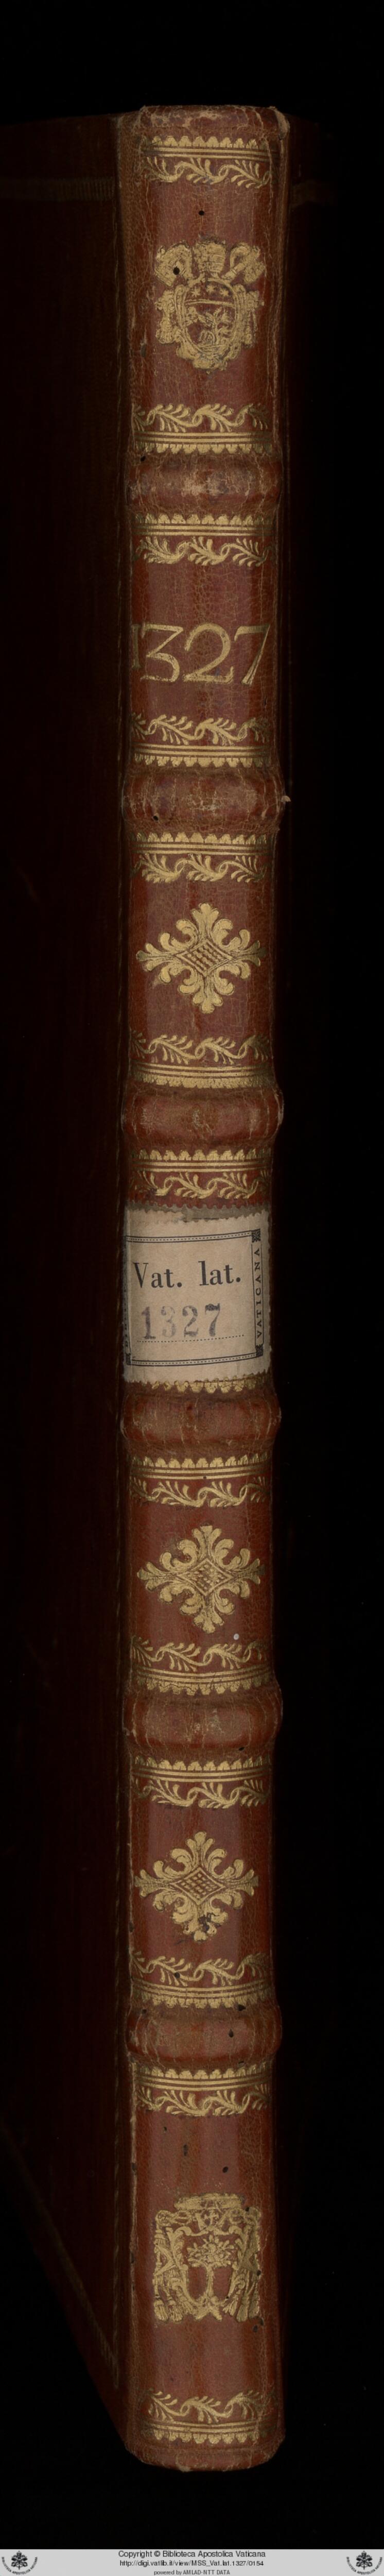 1327
Vat. lat.
VATICANA
1327
Copyright © Biblioteca Apostolica Vaticana
http://digi.vatlib.it/view/MSS_Vat.lat.1327/0154
powered by AMLAD-NTT DATA